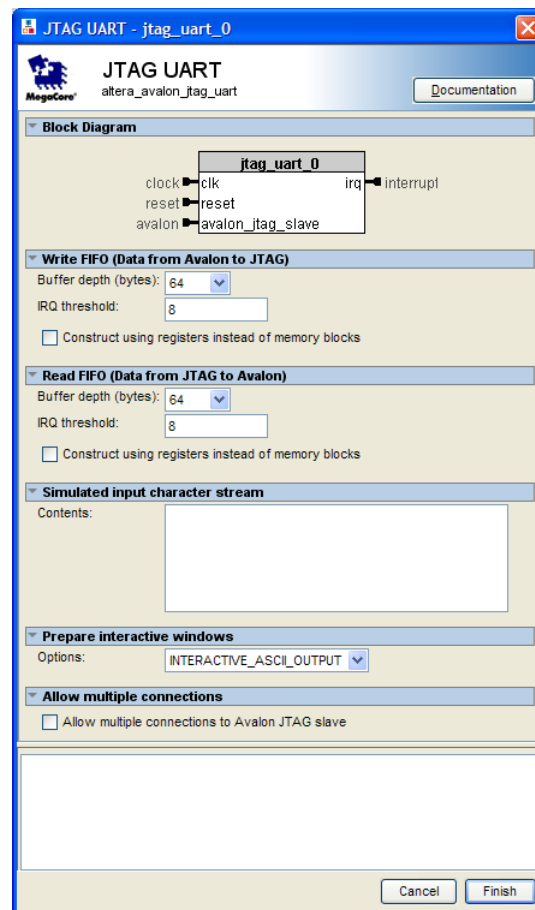 JTAG UART - jtag_uart_0
JTAG UART
altera_avalon_jtag_uart
MegaCore'
Documentation
Block Diagram
jtag_uart_0
clock clk irq interrupt
reset reset
avalon avalon_jtag_slave
Write FIFO (Data from Avalon to JTAG)
Buffer depth (bytes): 64
IRQ threshold: 8
Construct using registers instead of memory blocks
Read FIFO (Data from JTAG to Avalon)
Buffer depth (bytes): 64
IRQ threshold: 8
Construct using registers instead of memory blocks
Simulated input character stream
Contents:
Prepare interactive windows
Options: INTERACTIVE_ASCII_OUTPUT
Allow multiple connections
Allow multiple connections to Avalon JTAG slave
Cancel Finish